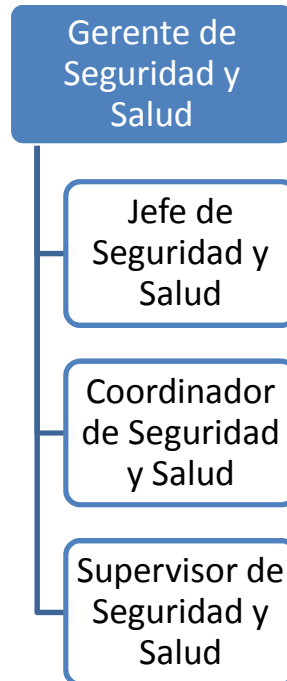 Gerente de
Seguridad y
Salud
Jefe de
Seguridad y
Salud
Coordinador
de Seguridad
y Salud
Supervisor de
Seguridad y
Salud